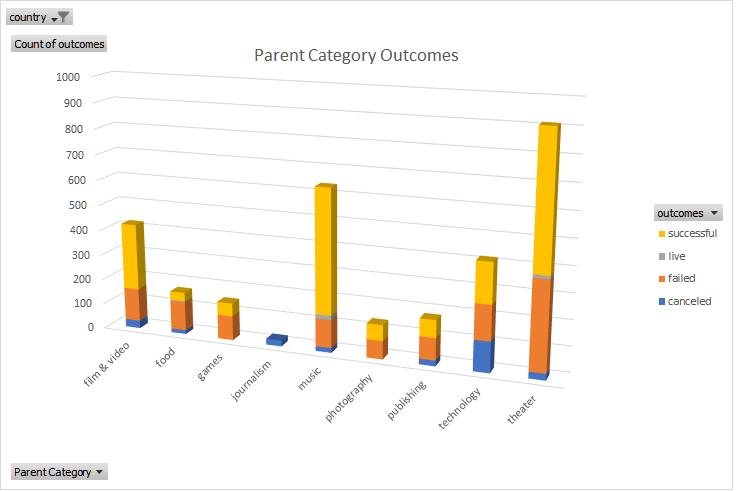 country
Count of outcomes
Parent Category Outcomes
1000
900
800
700
600
500
400
300
200
100
0
film & video
food
games
journalism
music
photography
publishing
technology
theater
outcomes
successful
live
failed
canceled
Parent Category